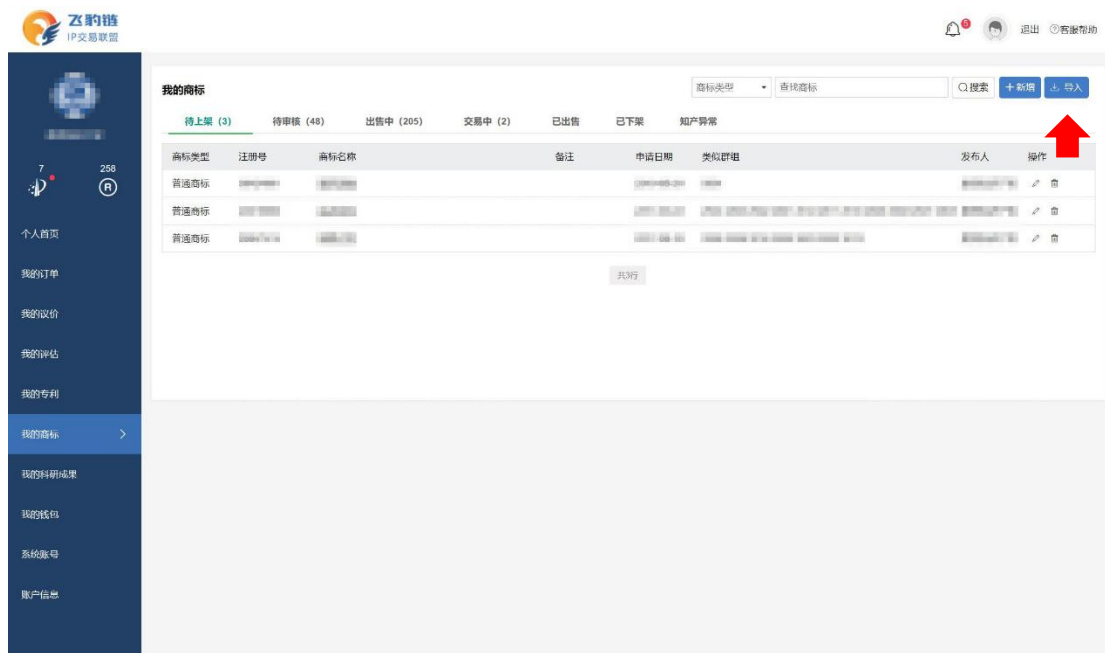 飞豹链
IP交易联盟
5
退出 ?客服帮助
我的商标
商标类型 查找商标 搜索 +新增 导入
待上架 (3) 待审核 (48) 出售中 (205) 交易中 (2) 已出售 已下架 知产异常
商标类型 注册号 商标名称 备注 申请日期 类似群组 发布人 操作
普通商标
普通商标
普通商标
共3行
7 258
R
个人首页
我的订单
我的议价
我的评估
我的专利
我的商标
我的科研成果
我的钱包
系统账号
账户信息